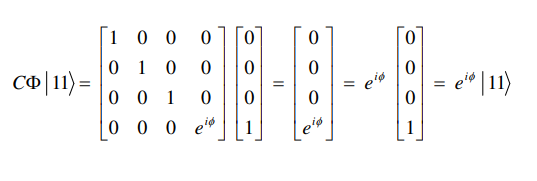 CΦ|11⟩ = [1 0 0 0; 0 1 0 0; 0 0 1 0; 0 0 0 e^{iϕ}] [0; 0; 0; 1] = [0; 0; 0; e^{iϕ}] = e^{iϕ} [0; 0; 0; 1] = e^{iϕ}|11⟩